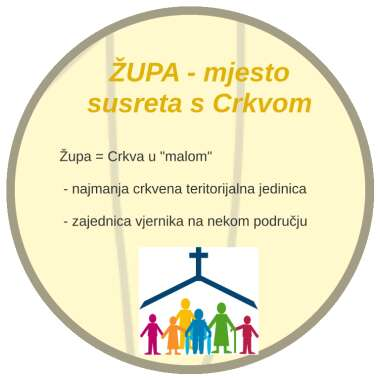 ŽUPA - mjesto
susreta s Crkvom
Župa = Crkva u "malom"
- najmanja crkvena teritorijalna jedinica
- zajednica vjernika na nekom području